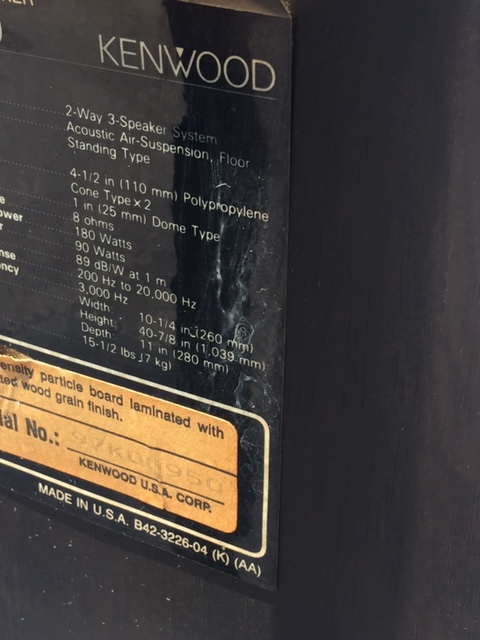 KENWOOD
2-Way 3-Speaker System
Acoustic Air-Suspension, Floor
Standing Type
4-1/2 in (110 mm) Polypropylene
Cone Type × 2
1 in (25 mm) Dome Type
8 ohms
180 Watts
90 Watts
89 dB/W at 1 m
200 Hz to 20,000 Hz
3,000 Hz
Width 10-1/4 in (260 mm)
Height 40-7/8 in (1,039 mm)
Depth 11 in (280 mm)
15-1/2 lbs (7 kg)
ensity particle board laminated with
ted wood grain finish.
ial No.:
KENWOOD U.S.A. CORP.
MADE IN U.S.A. B42-3226-04 (K) (AA)